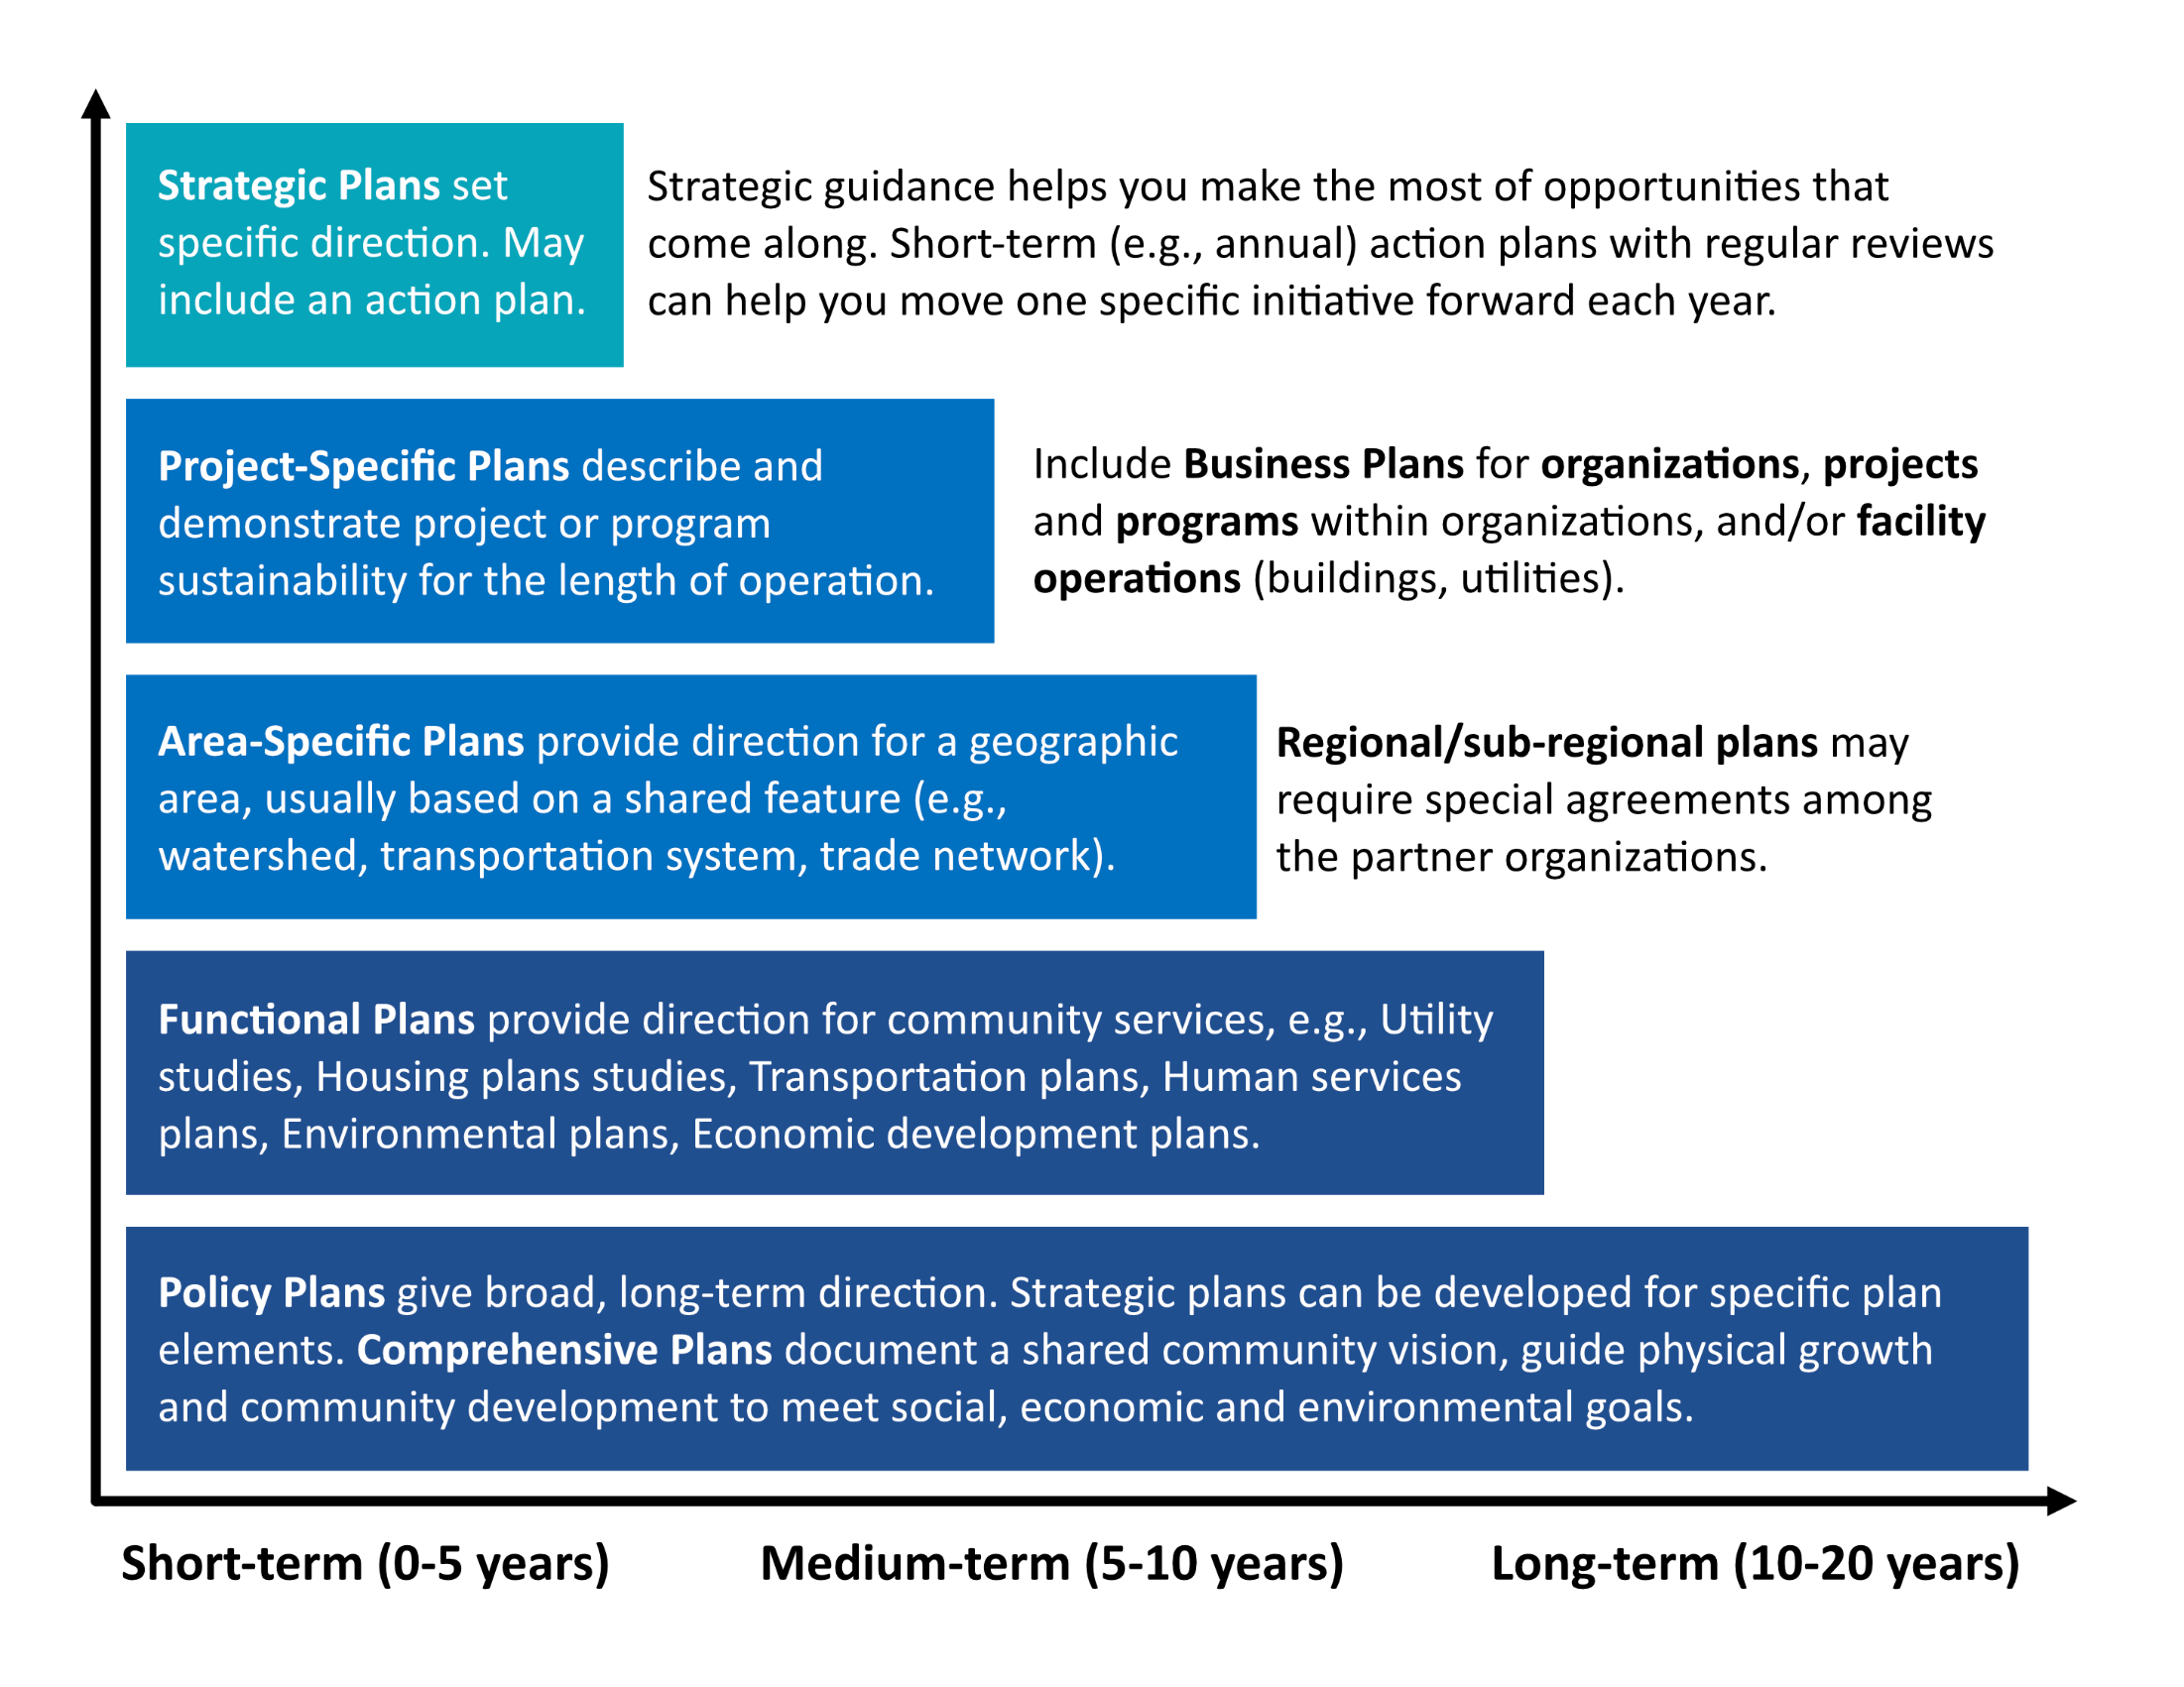 Strategic Plans set
specific direction. May
include an action plan.
Strategic guidance helps you make the most of opportunities that
come along. Short-term (e.g., annual) action plans with regular reviews
can help you move one specific initiative forward each year.
Project-Specific Plans describe and
demonstrate project or program
sustainability for the length of operation.
Include Business Plans for organizations, projects
and programs within organizations, and/or facility
operations (buildings, utilities).
Area-Specific Plans provide direction for a geographic
area, usually based on a shared feature (e.g.,
watershed, transportation system, trade network).
Regional/sub-regional plans may
require special agreements among
the partner organizations.
Functional Plans provide direction for community services, e.g., Utility
studies, Housing plans studies, Transportation plans, Human services
plans, Environmental plans, Economic development plans.
Policy Plans give broad, long-term direction. Strategic plans can be developed for specific plan
elements. Comprehensive Plans document a shared community vision, guide physical growth
and community development to meet social, economic and environmental goals.
Short-term (0-5 years)
Medium-term (5-10 years)
Long-term (10-20 years)